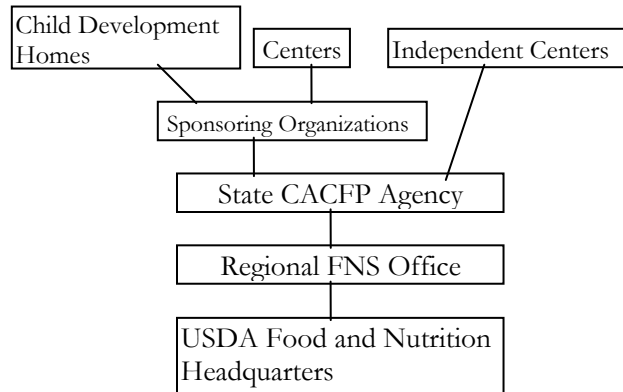 Child Development
Homes
Centers
Independent Centers
Sponsoring Organizations
State CACFP Agency
Regional FNS Office
USDA Food and Nutrition
Headquarters